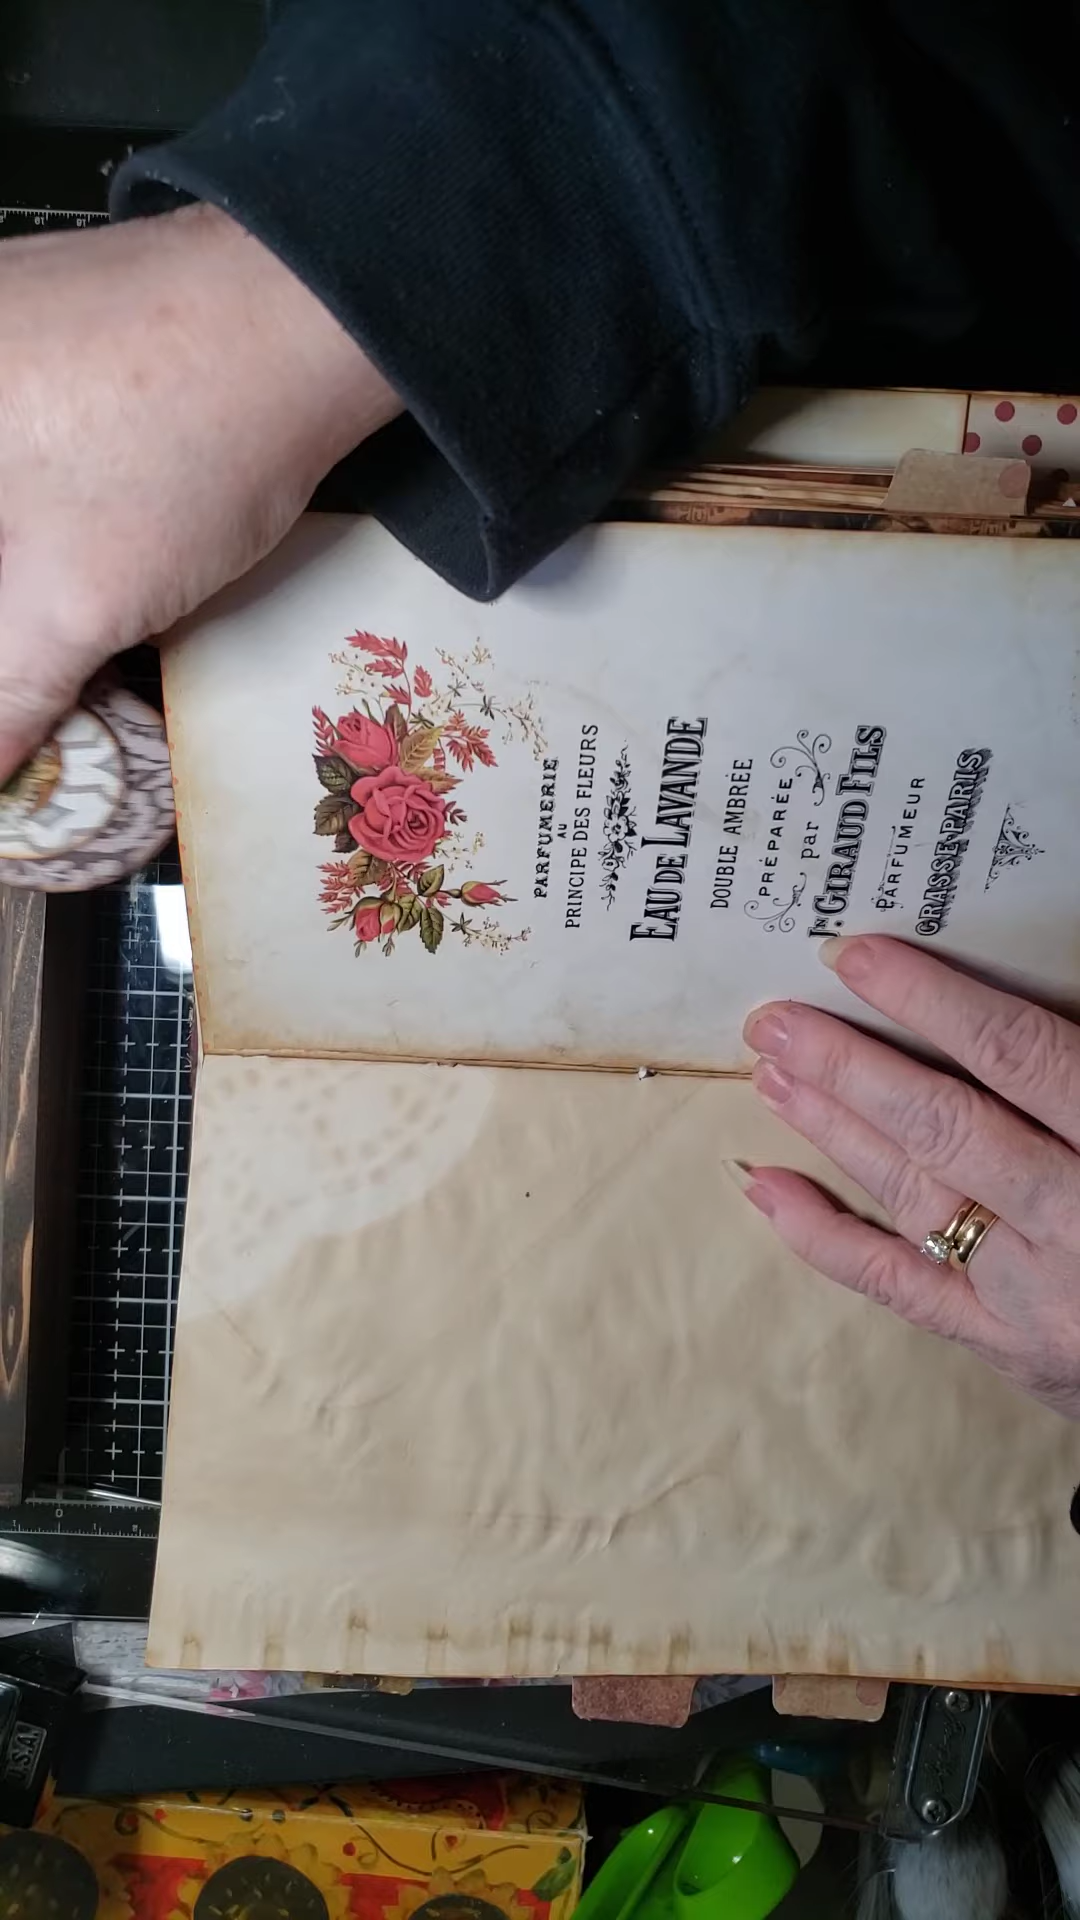 PARFUMERIE
AU
PRINCIPE DES FLEURS
EAU DE LAVANDE
DOUBLE AMBRÉE
PRÉPARÉE
par
JN. GIRAUD FILS
PARFUMEUR
GRASSE-PARIS
U.S.A.